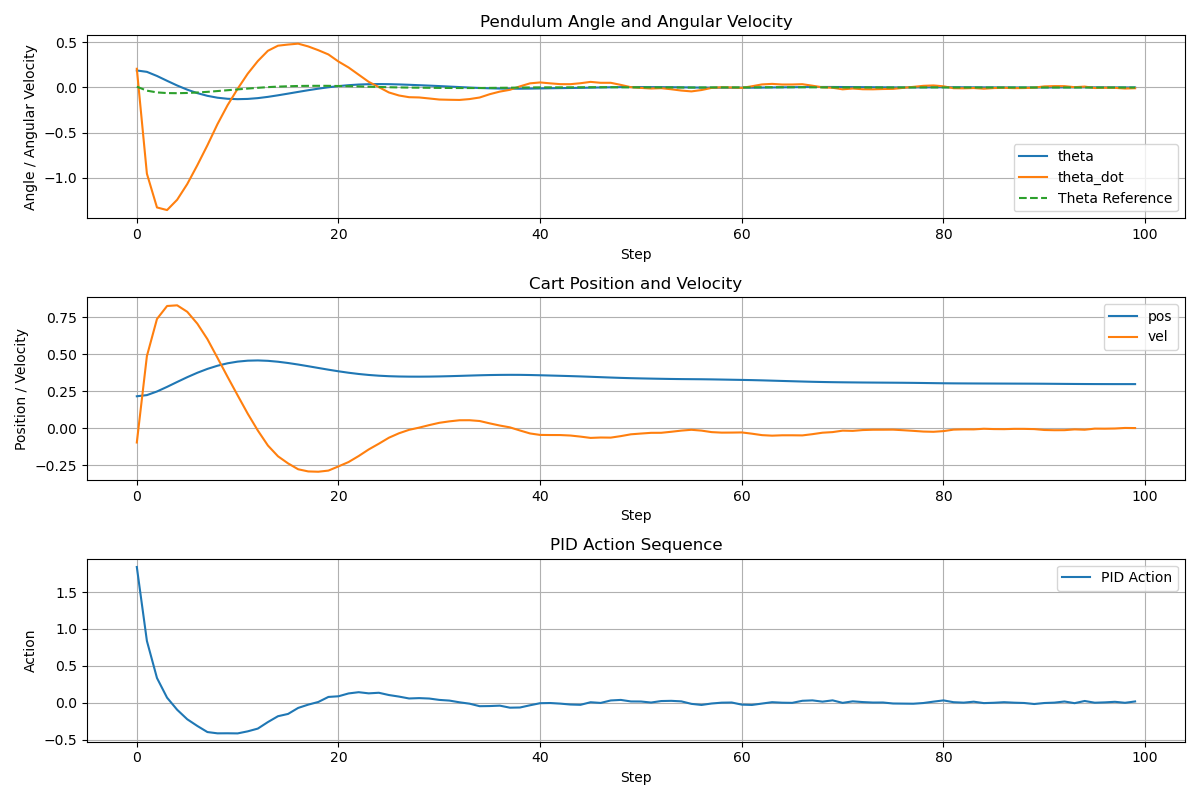 Pendulum Angle and Angular Velocity
Angle / Angular Velocity
0.5
0.0
−0.5
−1.0
theta
theta_dot
Theta Reference
0 20 40 60 80 100
Step
Cart Position and Velocity
Position / Velocity
0.75
0.50
0.25
0.00
−0.25
pos
vel
0 20 40 60 80 100
Step
PID Action Sequence
Action
1.5
1.0
0.5
0.0
−0.5
PID Action
0 20 40 60 80 100
Step